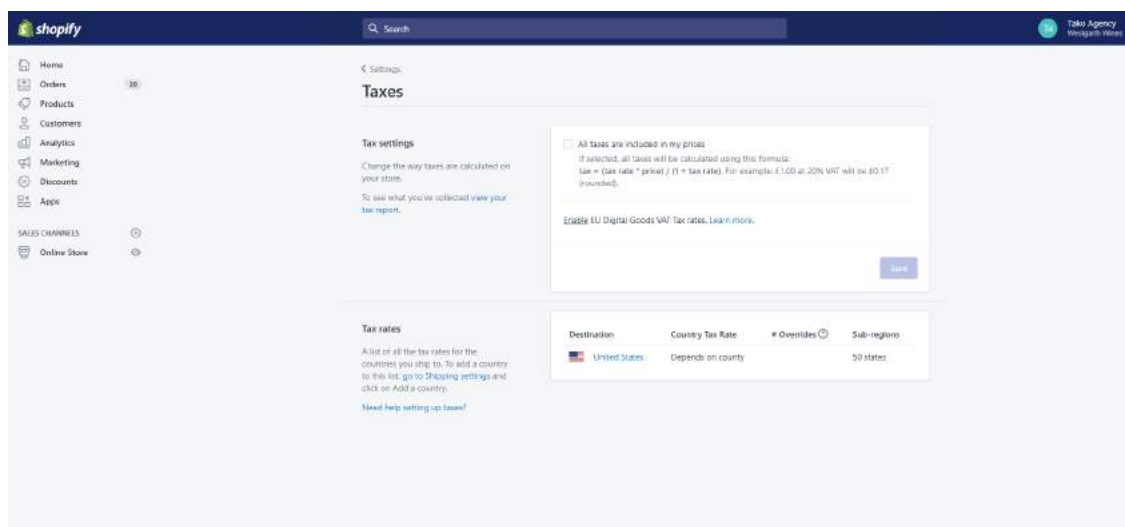 shopify
Search
Tako Agency
Westgarth Wines
Home
Orders
30
Products
Customers
Analytics
Marketing
Discounts
Apps
SALES CHANNELS
Online Store
Settings
Taxes
Tax settings
Change the way taxes are calculated on
your store.
To see what you've collected view your
tax report.
All taxes are included in my prices
If selected, all taxes will be calculated using this formula:
tax = (tax rate * price) / (1 + tax rate). For example: £1.00 at 20% VAT will be £0.17
(rounded).
Enable EU Digital Goods VAT Tax rates. Learn more.
Save
Tax rates
A list of all the tax rates for the
countries you ship to. To add a country
to this list, go to Shipping settings and
click on Add a country.
Need help setting up taxes?
Destination Country Tax Rate # Overrides Sub-regions
United States Depends on county 50 states